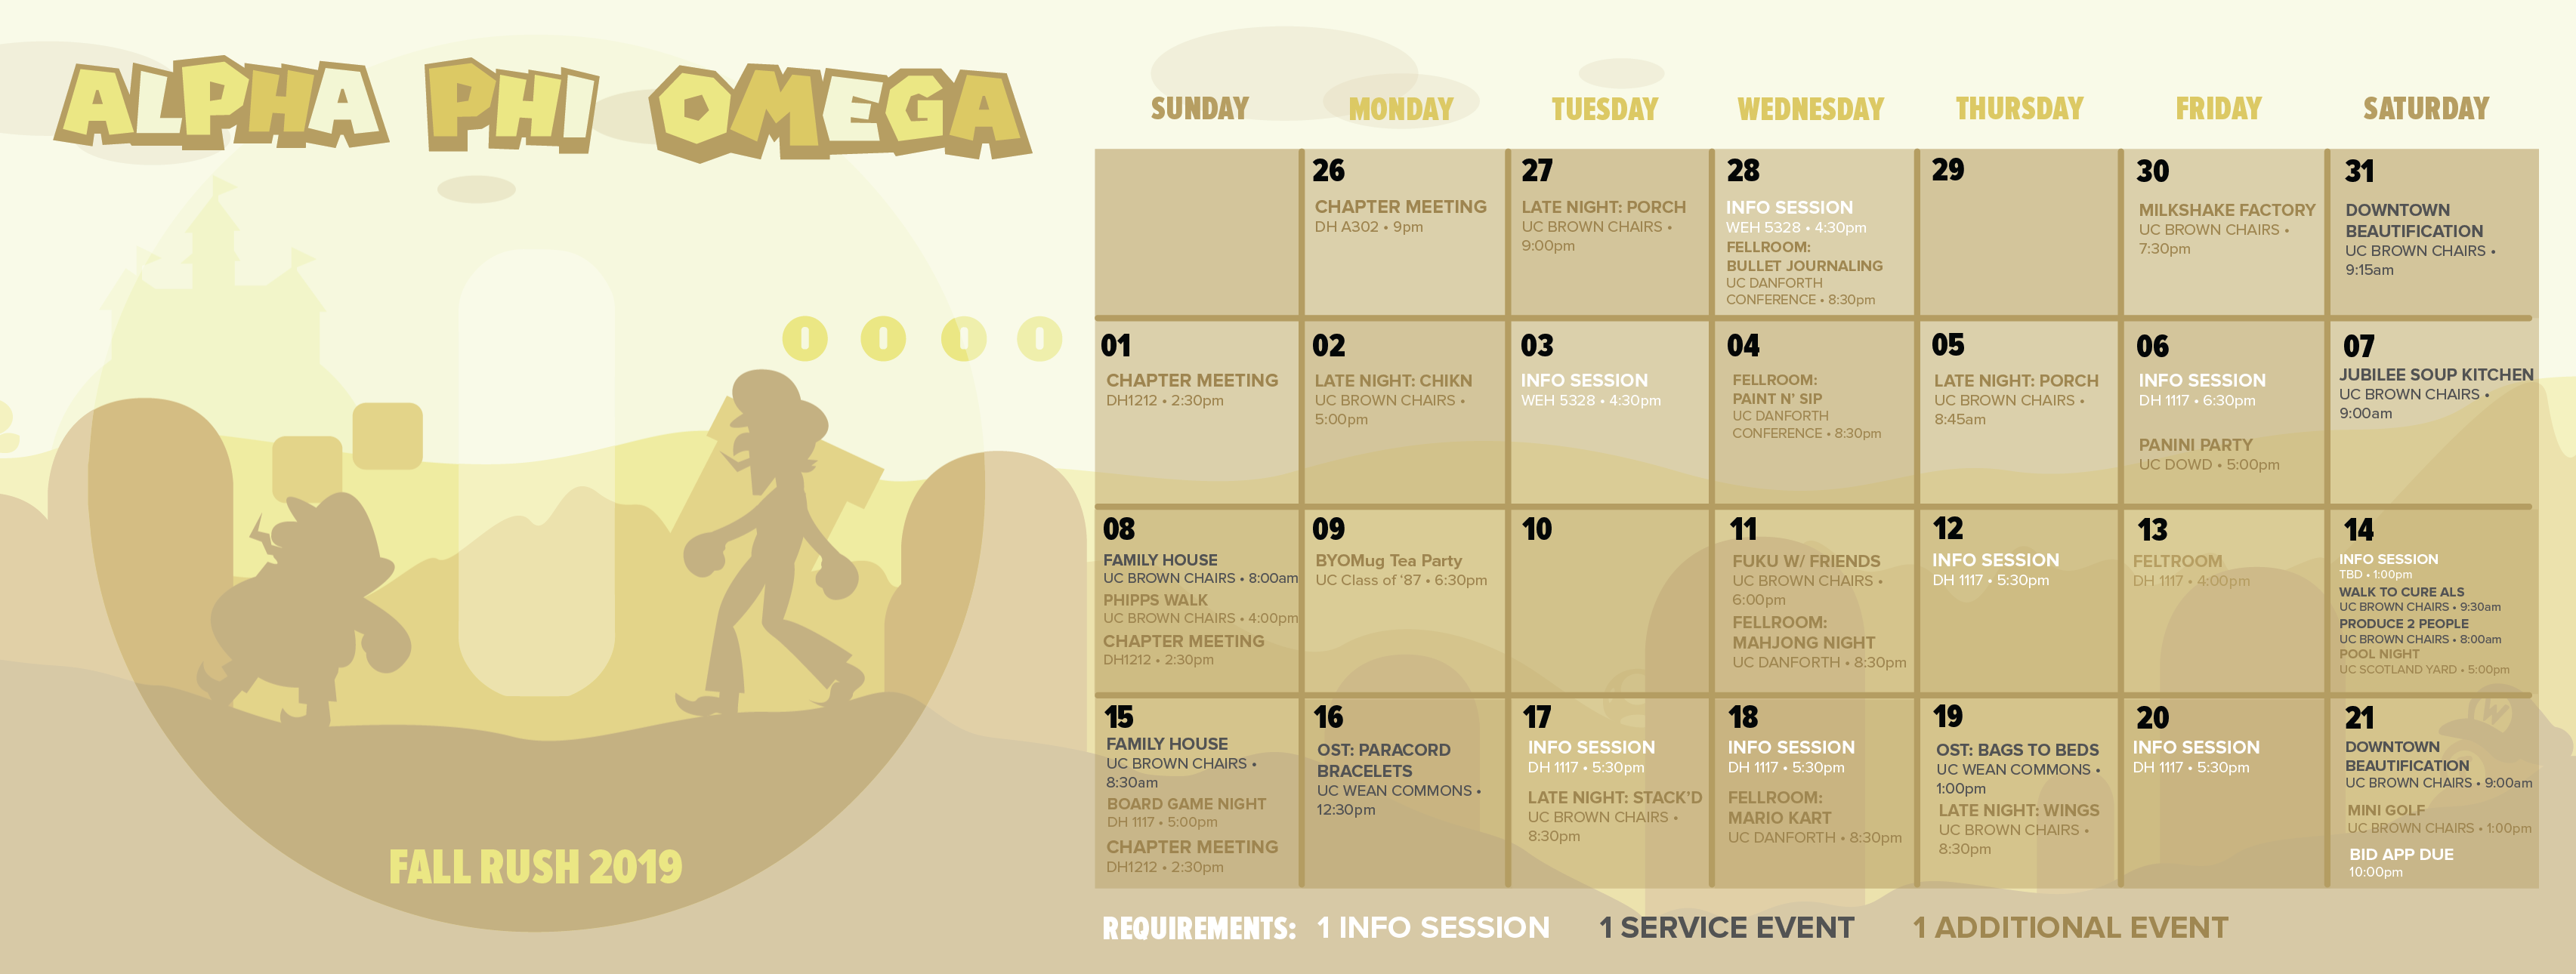 ALPHA PHI OMEGA
FALL RUSH 2019
SUNDAY MONDAY TUESDAY WEDNESDAY THURSDAY FRIDAY SATURDAY
26
CHAPTER MEETING
DH A302 • 9pm
27
LATE NIGHT: PORCH
UC BROWN CHAIRS •
9:00pm
28
INFO SESSION
WEH 5328 • 4:30pm
FELLROOM:
BULLET JOURNALING
UC DANFORTH
CONFERENCE • 8:30pm
29
30
MILKSHAKE FACTORY
UC BROWN CHAIRS •
7:30pm
31
DOWNTOWN
BEAUTIFICATION
UC BROWN CHAIRS •
9:15am
01
CHAPTER MEETING
DH1212 • 2:30pm
02
LATE NIGHT: CHIKN
UC BROWN CHAIRS •
5:00pm
03
INFO SESSION
WEH 5328 • 4:30pm
04
FELLROOM:
PAINT N' SIP
UC DANFORTH
CONFERENCE • 8:30pm
05
LATE NIGHT: PORCH
UC BROWN CHAIRS •
8:45am
06
INFO SESSION
DH 1117 • 6:30pm
PANINI PARTY
UC DOWD • 5:00pm
07
JUBILEE SOUP KITCHEN
UC BROWN CHAIRS •
9:00am
08
FAMILY HOUSE
UC BROWN CHAIRS • 8:00am
PHIPPS WALK
UC BROWN CHAIRS • 4:00pm
CHAPTER MEETING
DH1212 • 2:30pm
09
BYOMug Tea Party
UC Class of '87 • 6:30pm
10
11
FUKU W/ FRIENDS
UC BROWN CHAIRS •
6:00pm
FELLROOM:
MAHJONG NIGHT
UC DANFORTH • 8:30pm
12
INFO SESSION
DH 1117 • 5:30pm
13
FELTROOM
DH 1117 • 4:00pm
14
INFO SESSION
TBD • 1:00pm
WALK TO CURE ALS
UC BROWN CHAIRS • 9:30am
PRODUCE 2 PEOPLE
UC BROWN CHAIRS • 8:00am
POOL NIGHT
UC SCOTLAND YARD • 5:00pm
15
FAMILY HOUSE
UC BROWN CHAIRS •
8:30am
BOARD GAME NIGHT
DH 1117 • 5:00pm
CHAPTER MEETING
DH1212 • 2:30pm
16
OST: PARACORD
BRACELETS
UC WEAN COMMONS •
12:30pm
17
INFO SESSION
DH 1117 • 5:30pm
LATE NIGHT: STACK'D
UC BROWN CHAIRS •
8:30pm
18
INFO SESSION
DH 1117 • 5:30pm
FELLROOM:
MARIO KART
UC DANFORTH • 8:30pm
19
OST: BAGS TO BEDS
UC WEAN COMMONS •
1:00pm
LATE NIGHT: WINGS
UC BROWN CHAIRS •
8:30pm
20
INFO SESSION
DH 1117 • 5:30pm
21
DOWNTOWN
BEAUTIFICATION
UC BROWN CHAIRS • 9:00am
MINI GOLF
UC BROWN CHAIRS • 1:00pm
BID APP DUE
10:00pm
REQUIREMENTS: 1 INFO SESSION 1 SERVICE EVENT 1 ADDITIONAL EVENT